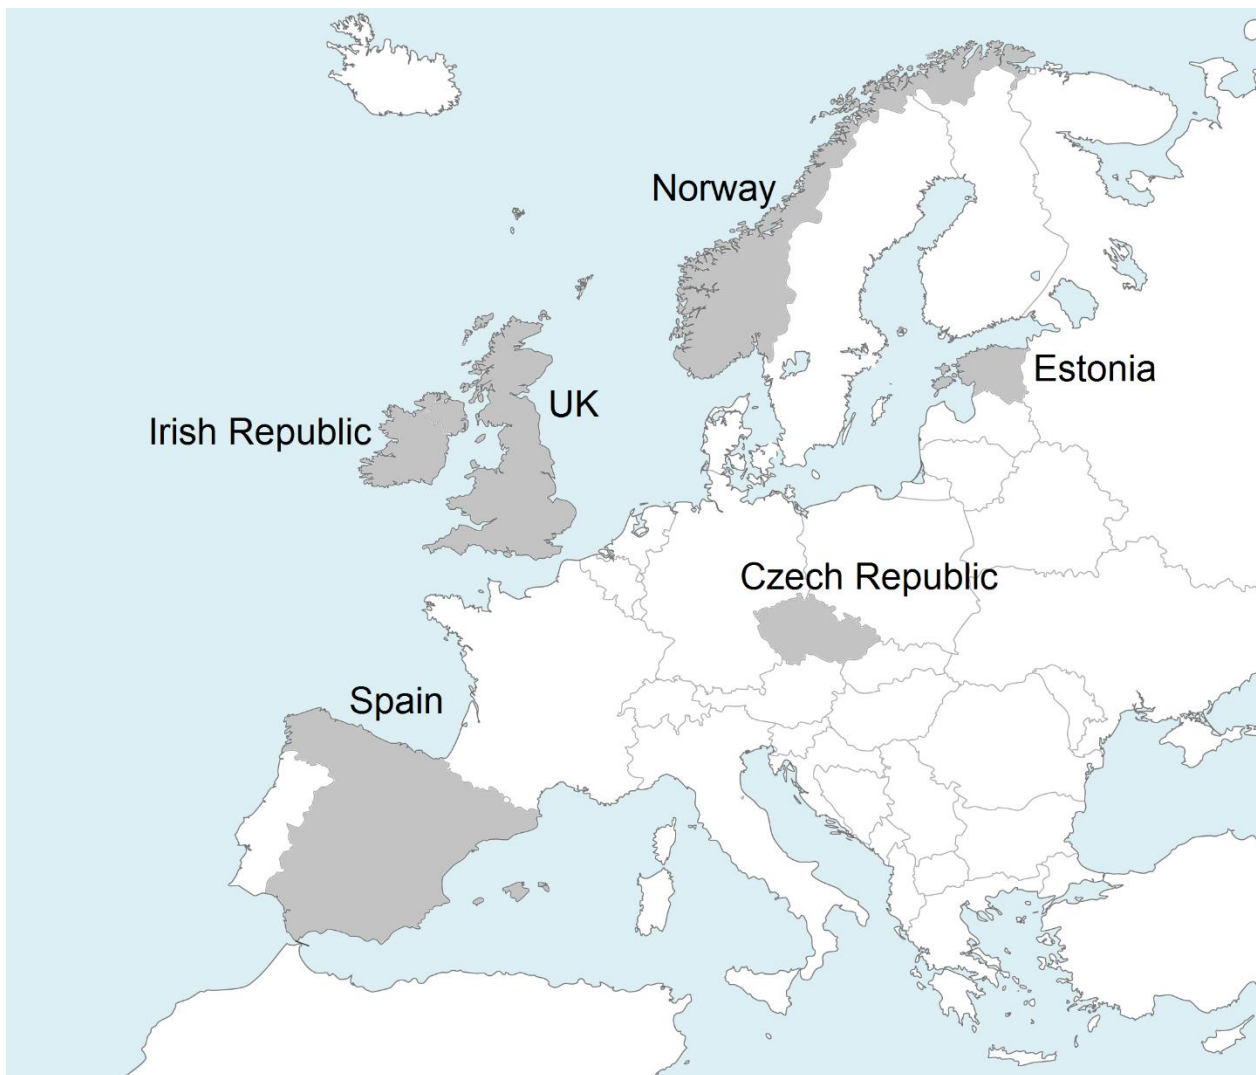 Norway
Estonia
UK
Irish Republic
Czech Republic
Spain